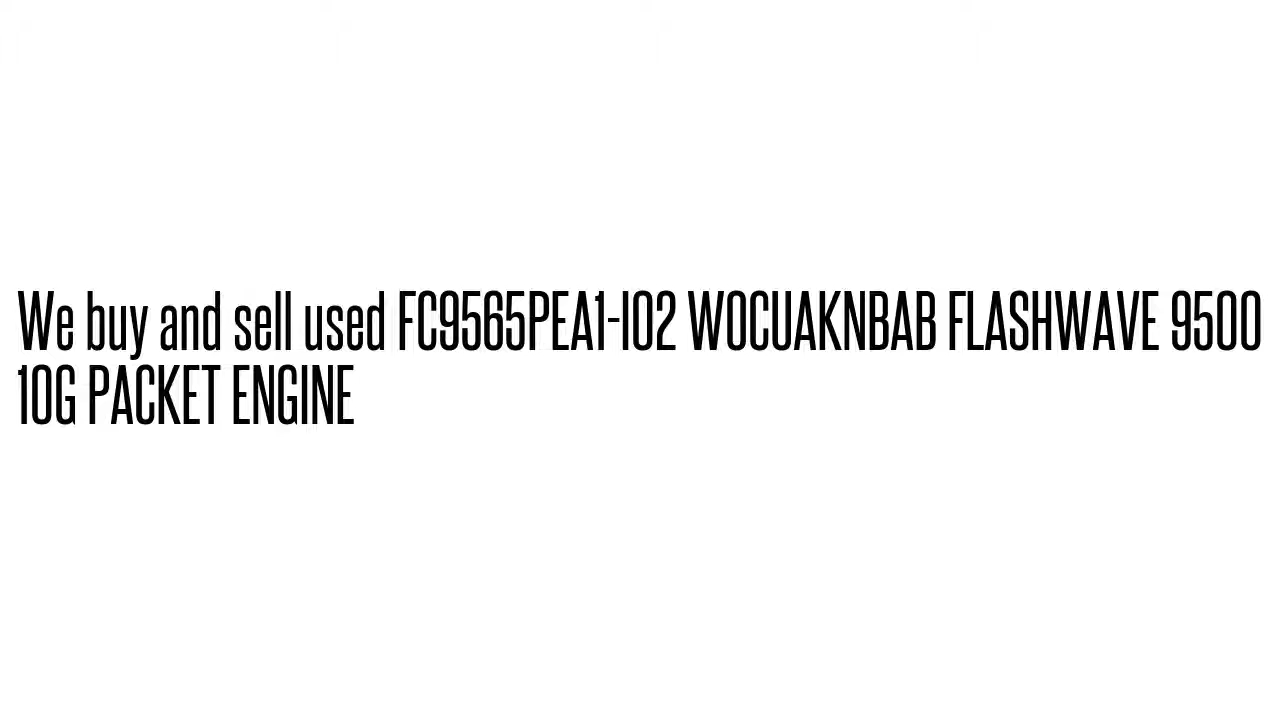 We buy and sell used FC9565PEA1-I02 WOCUAKNBAB FLASHWAVE 9500
10G PACKET ENGINE